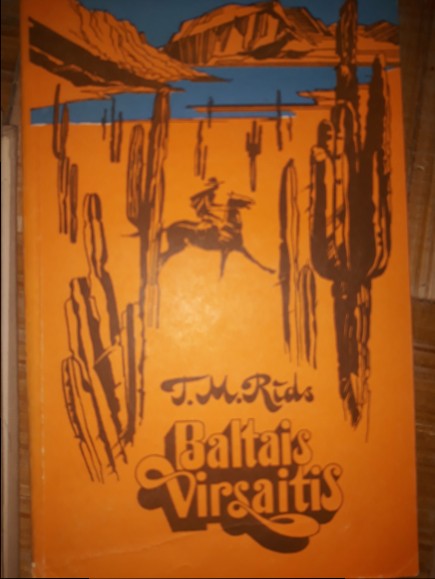 T. M. Rīds
Baltais
Virsaitis